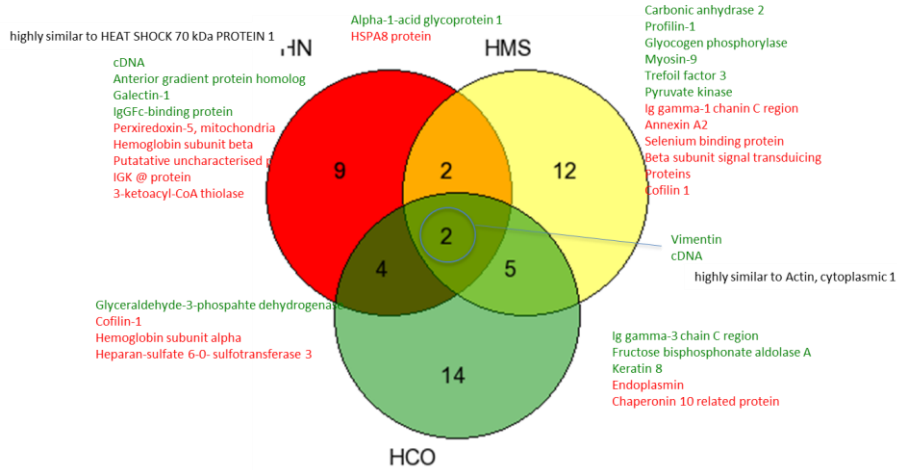 Alpha-1-acid glycoprotein 1
HSPA8 protein
highly similar to HEAT SHOCK 70 kDa PROTEIN 1
HN
HMS
cDNA
Anterior gradient protein homolog
Galectin-1
IgGFc-binding protein
Perxiredoxin-5, mitochondria
Hemoglobin subunit beta
Putatative uncharacterised
IGK @ protein
3-ketoacyl-CoA thiolase
Carbonic anhydrase 2
Profilin-1
Glyocogen phosphorylase
Myosin-9
Trefoil factor 3
Pyruvate kinase
Ig gamma-1 chanin C region
Annexin A2
Selenium binding protein
Beta subunit signal transduicing
Proteins
Cofilin 1
9
2
12
2
4
5
14
Vimentin
cDNA
highly similar to Actin, cytoplasmic 1
Glyceraldehyde-3-phospahte dehydrogenas
Cofilin-1
Hemoglobin subunit alpha
Heparan-sulfate 6-0- sulfotransferase 3
Ig gamma-3 chain C region
Fructose bisphosphonate aldolase A
Keratin 8
Endoplasmin
Chaperonin 10 related protein
HCO